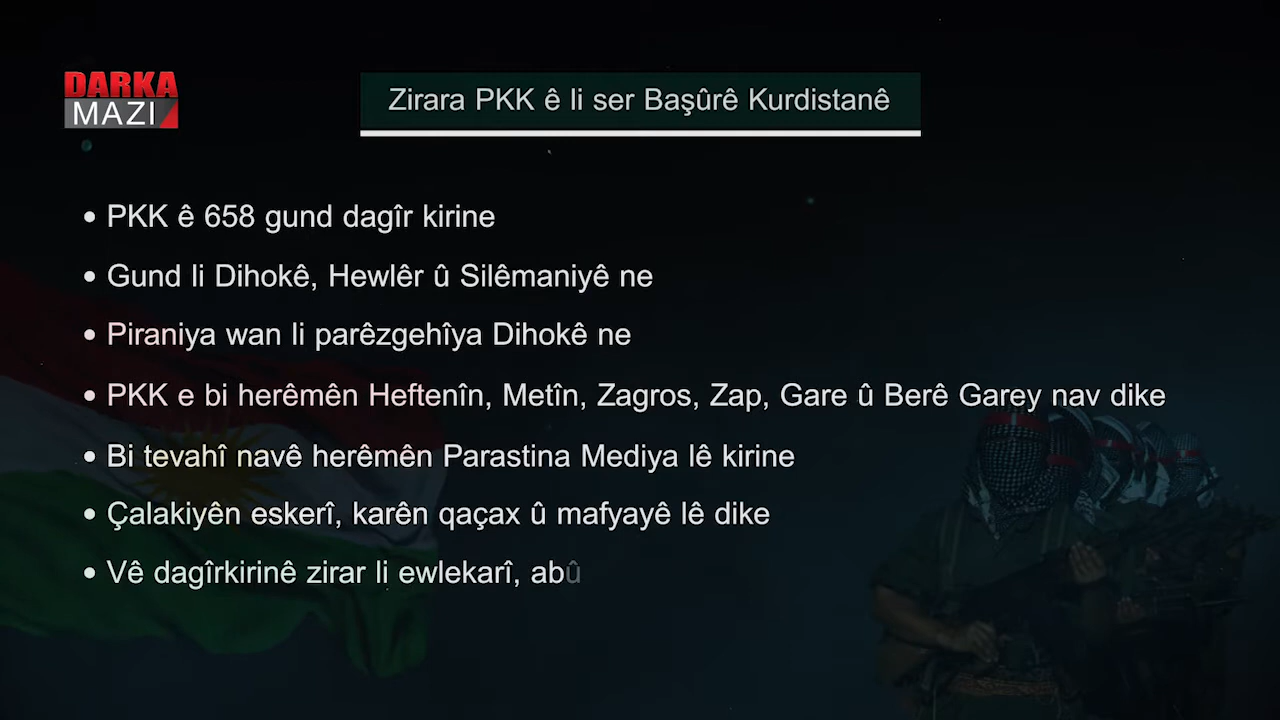 DARKA
MAZI
Zirara PKK ê li ser Başûrê Kurdistanê
• PKK ê 658 gund dagîr kirine
• Gund li Dihokê, Hewlêr û Silêmaniyê ne
• Piraniya wan li parêzgehîya Dihokê ne
• PKK e bi herêmên Heftenîn, Metîn, Zagros, Zap, Gare û Berê Garey nav dike
• Bi tevahî navê herêmên Parastina Mediya lê kirine
• Çalakiyên eskerî, karên qaçax û mafyayê lê dike
• Vê dagîrkirinê zirar li ewlekarî, abû